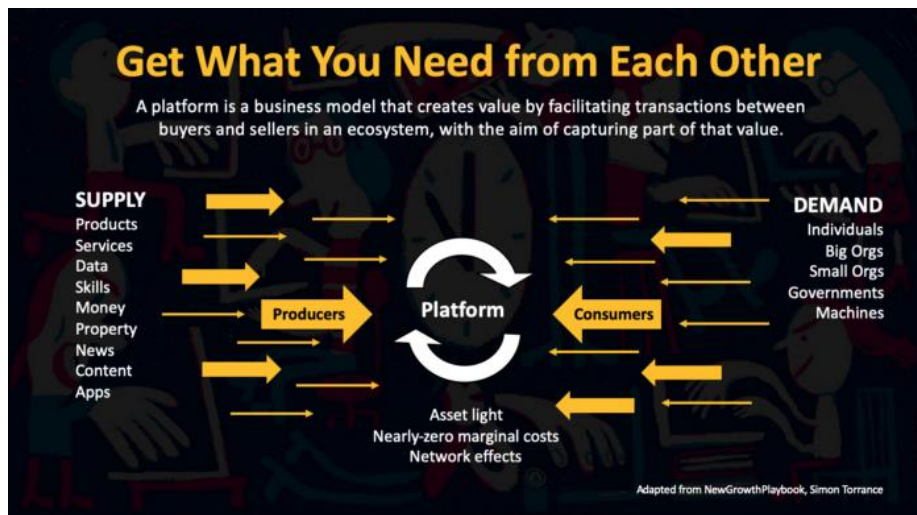 Get What You Need from Each Other
A platform is a business model that creates value by facilitating transactions between
buyers and sellers in an ecosystem, with the aim of capturing part of that value.
SUPPLY
Products
Services
Data
Skills
Money
Property
News
Content
Apps
Producers
Platform
Consumers
DEMAND
Individuals
Big Orgs
Small Orgs
Governments
Machines
Asset light
Nearly-zero marginal costs
Network effects
Adapted from NewGrowthPlaybook, Simon Torrance